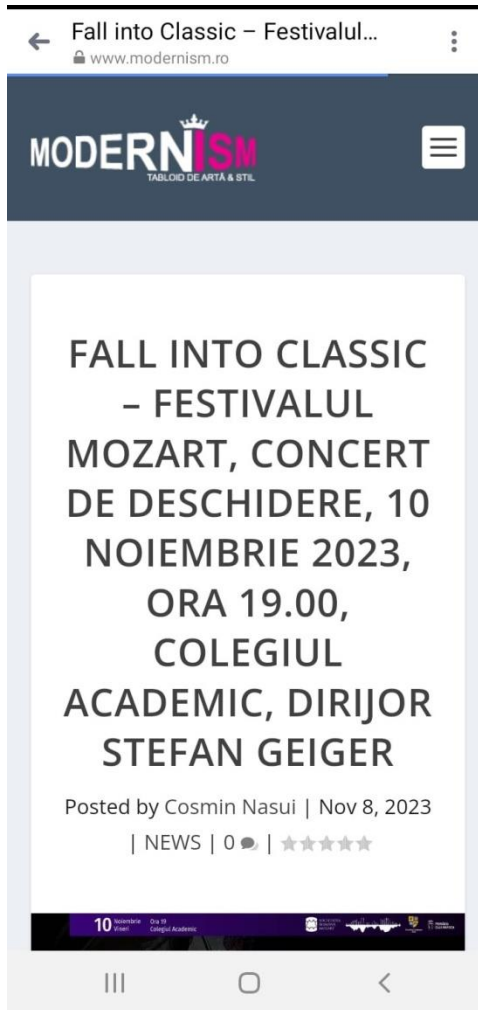 Fall into Classic – Festivalul...
www.modernism.ro
MODERNISM
TABLOID DE ARTĂ & STIL
FALL INTO CLASSIC
– FESTIVALUL
MOZART, CONCERT
DE DESCHIDERE, 10
NOIEMBRIE 2023,
ORA 19.00,
COLEGIUL
ACADEMIC, DIRIJOR
STEFAN GEIGER
Posted by Cosmin Nasui | Nov 8, 2023
| NEWS | 0 |
10 Noiembrie Ora 19
Vineri Colegiul Academic